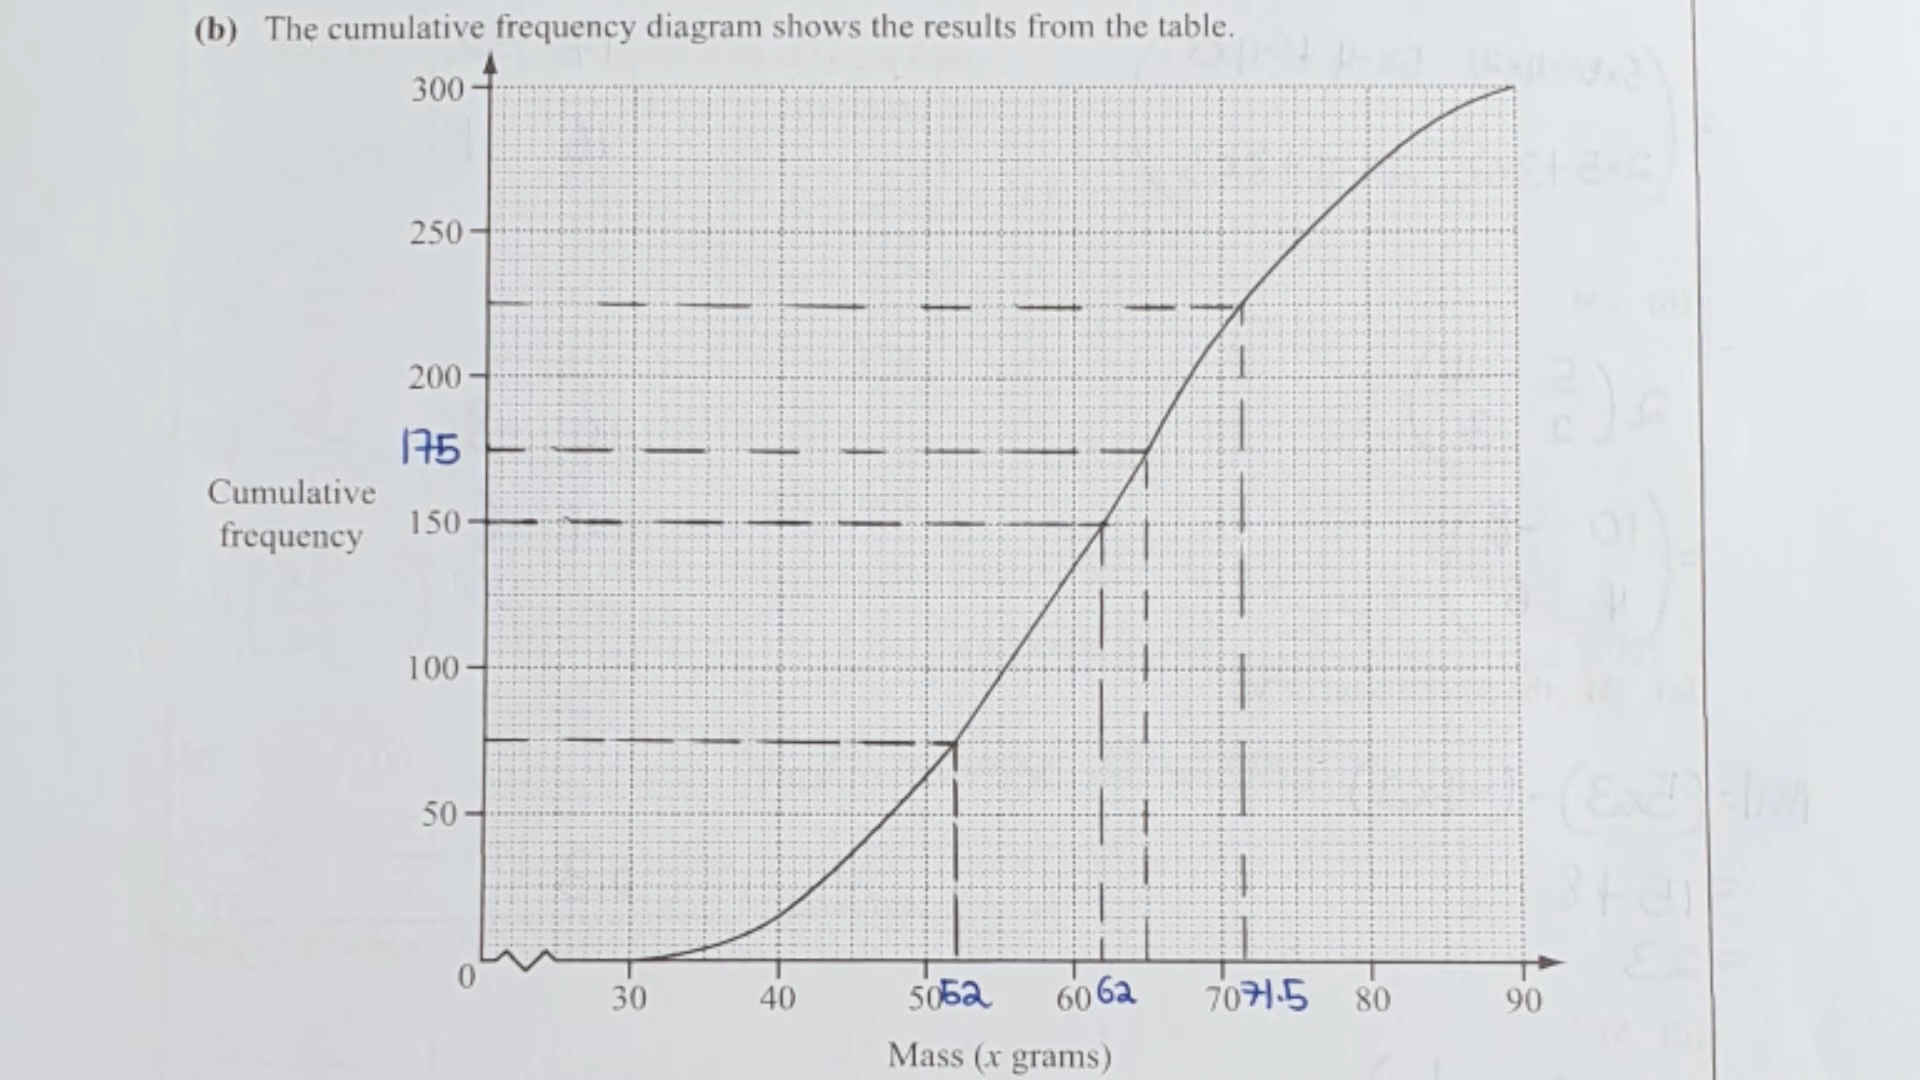 (b) The cumulative frequency diagram shows the results from the table.
300
250
200
175
Cumulative
frequency
150
100
50
0
30 40 50 52 60 62 70 71.5 80 90
Mass (x grams)